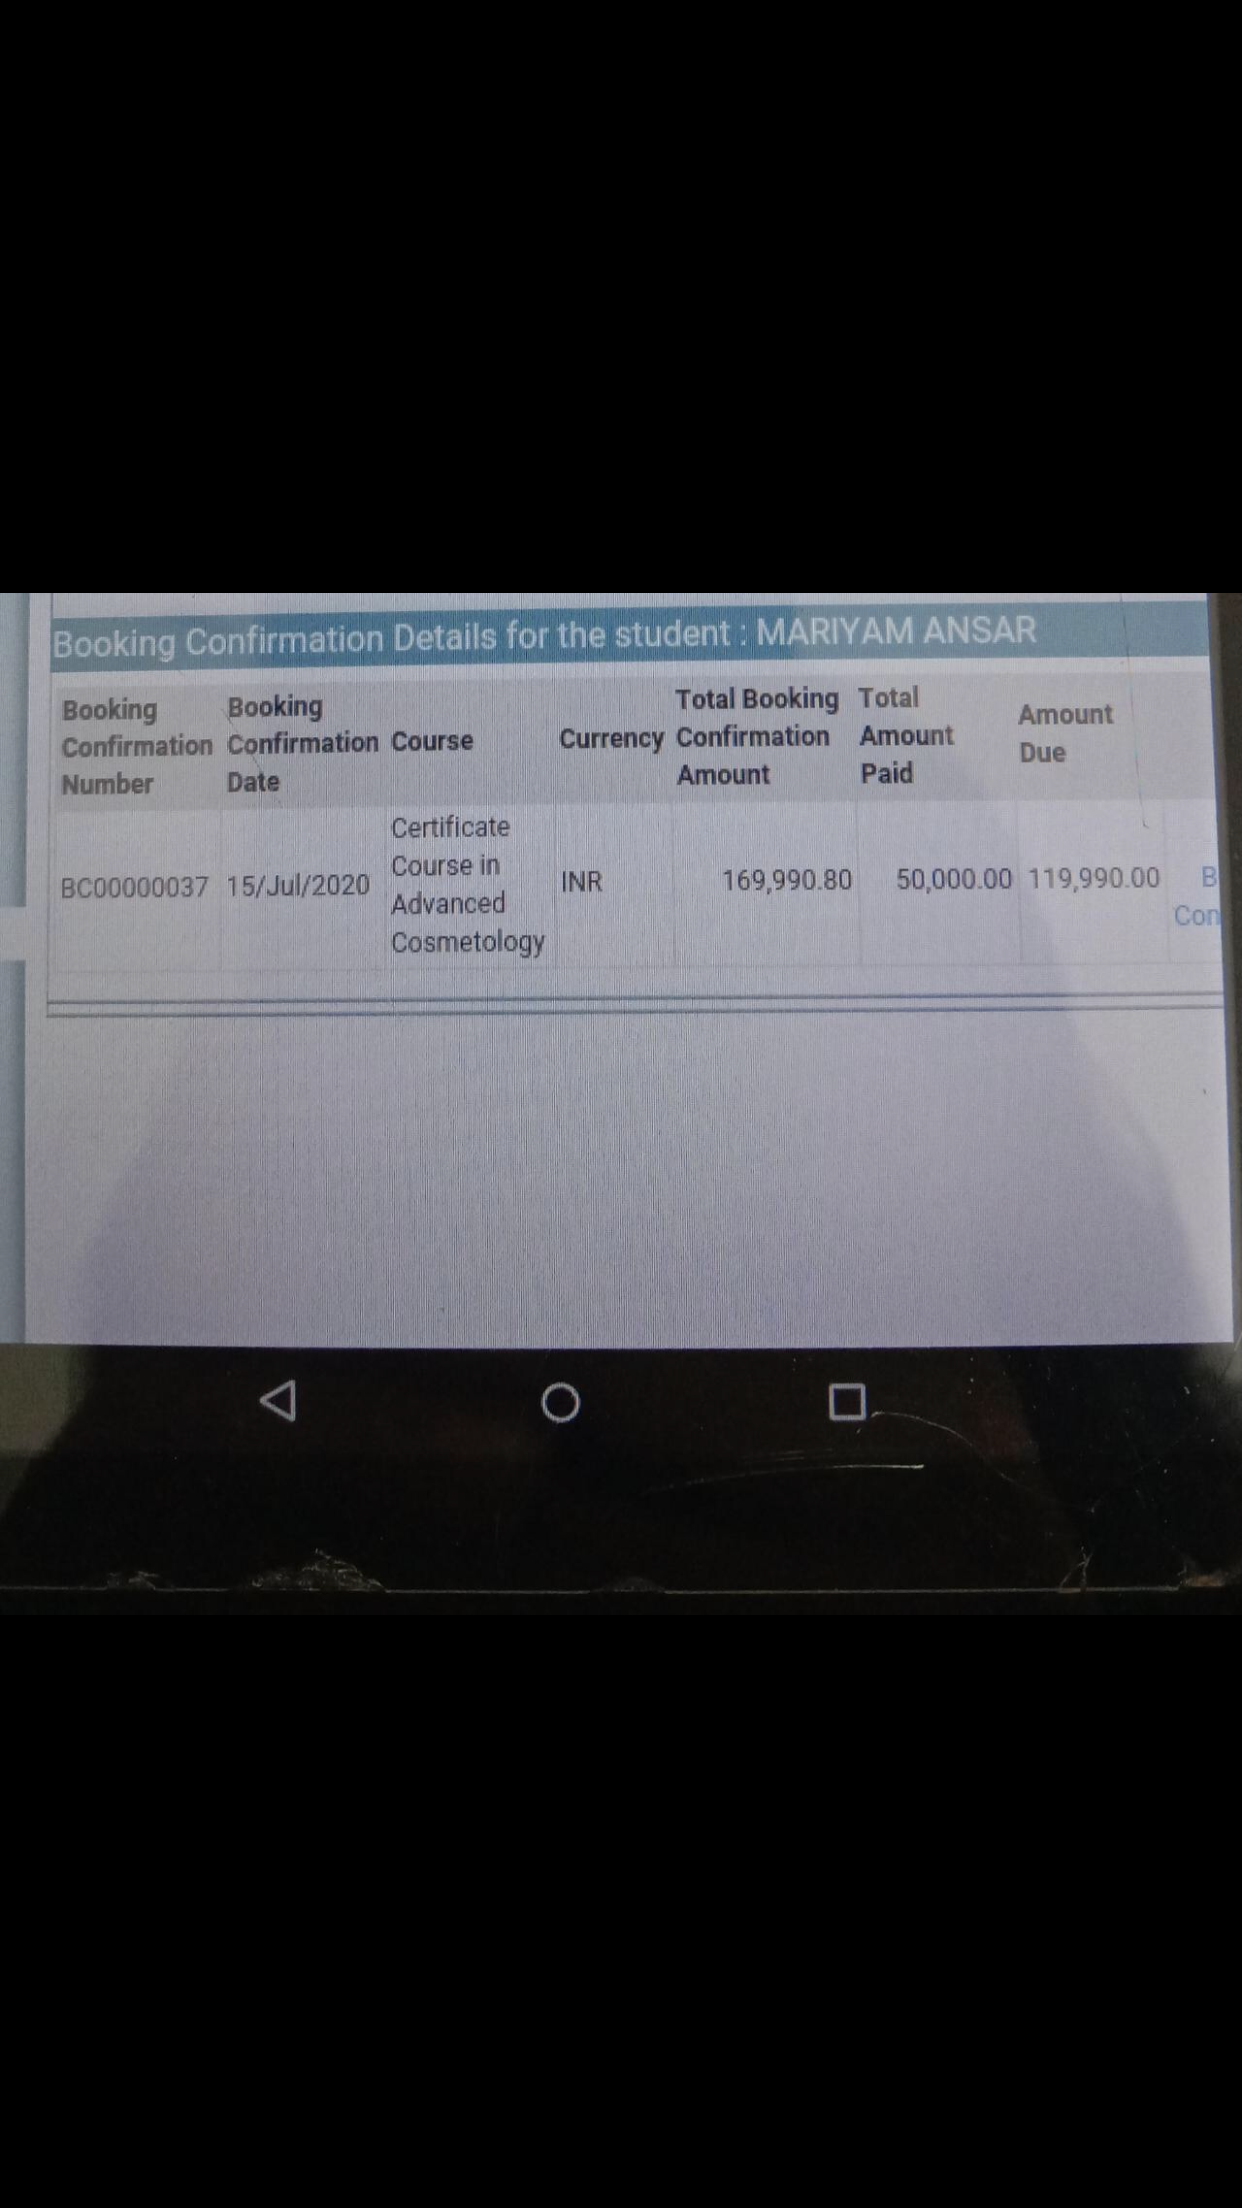 Booking Confirmation Details for the student : MARIYAM ANSAR
Booking Confirmation Number
Booking Confirmation Date
Course
Currency
Total Booking Confirmation Amount
Total Amount Paid
Amount Due
BC00000037
15/Jul/2020
Certificate
Course in
Advanced
Cosmetology
INR
169,990.80
50,000.00
119,990.00
B
Con